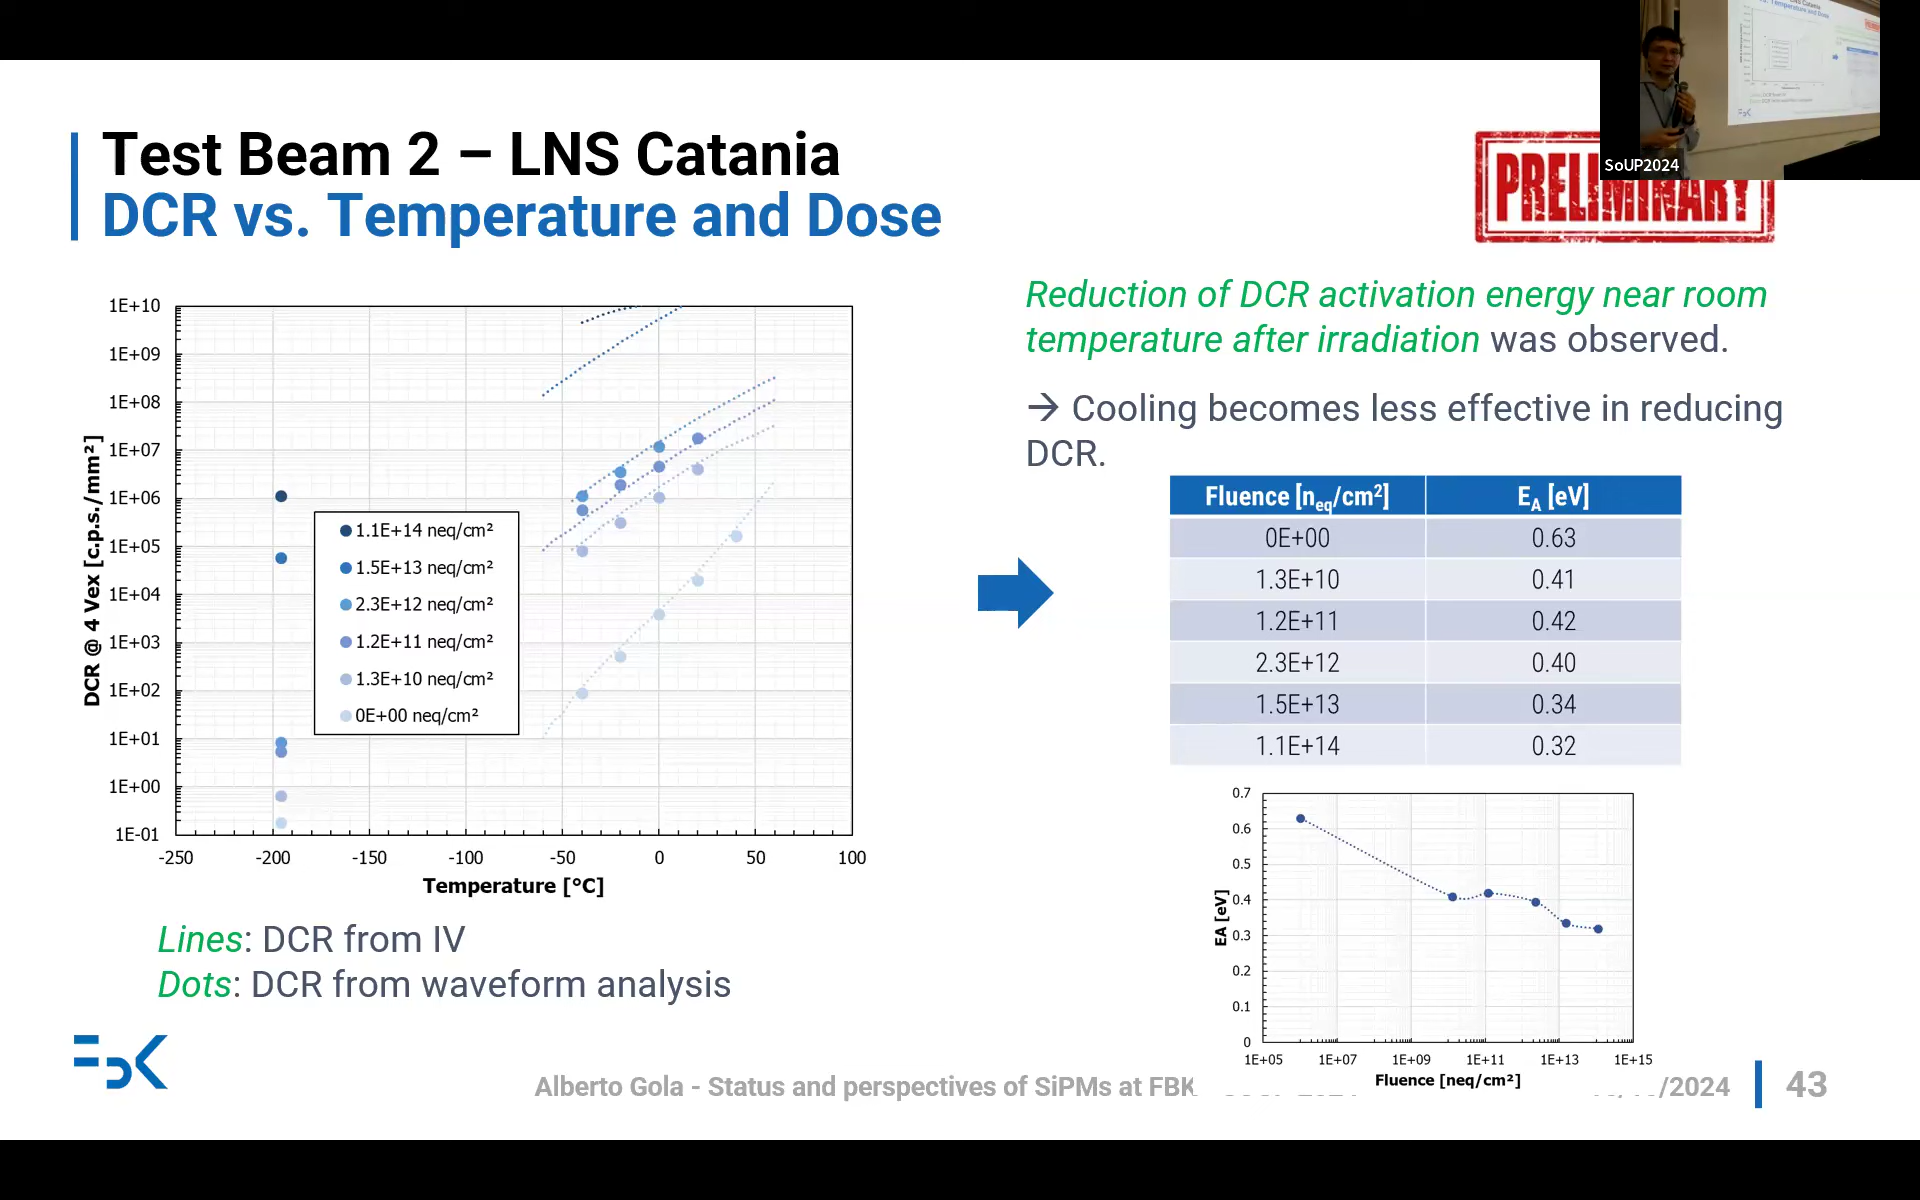 SoUP2024
Test Beam 2 – LNS Catania
DCR vs. Temperature and Dose
PRELIMINARY
1E+10
1E+09
1E+08
1E+07
1E+06
1E+05
1E+04
1E+03
1E+02
1E+01
1E+00
1E-01
DCR @ 4 Vex [c.p.s./mm²]
1.1E+14 neq/cm²
1.5E+13 neq/cm²
2.3E+12 neq/cm²
1.2E+11 neq/cm²
1.3E+10 neq/cm²
0E+00 neq/cm²
-250 -200 -150 -100 -50 0 50 100
Temperature [°C]
Lines: DCR from IV
Dots: DCR from waveform analysis
Reduction of DCR activation energy near room
temperature after irradiation was observed.
→ Cooling becomes less effective in reducing
DCR.
Fluence [neq/cm²] EA [eV]
0E+00 0.63
1.3E+10 0.41
1.2E+11 0.42
2.3E+12 0.40
1.5E+13 0.34
1.1E+14 0.32
0.7
0.6
0.5
0.4
0.3
0.2
0.1
0
EA [eV]
1E+05 1E+07 1E+09 1E+11 1E+13 1E+15
Fluence [neq/cm²]
FBK
Alberto Gola - Status and perspectives of SiPMs at FBK
/2024
43